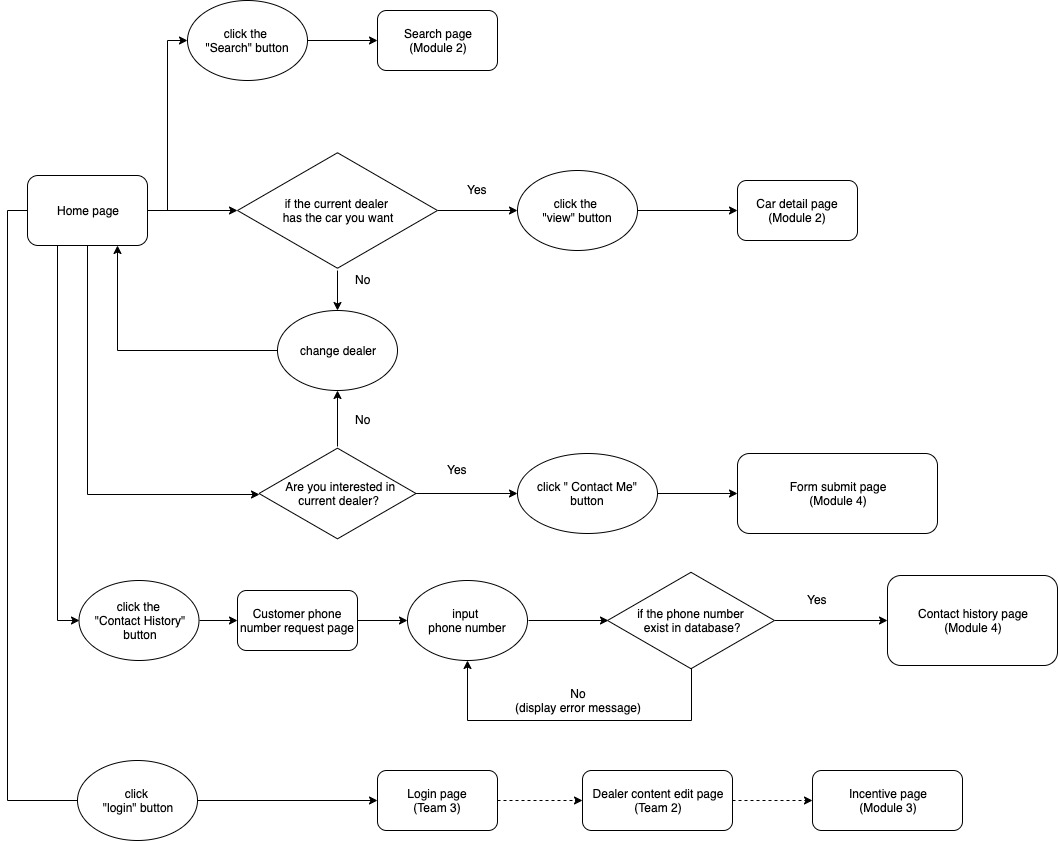 click the
"Search" button
Search page
(Module 2)
Home page
if the current dealer
has the car you want
Yes
click the
"view" button
Car detail page
(Module 2)
No
change dealer
No
Are you interested in
current dealer?
Yes
click " Contact Me"
button
Form submit page
(Module 4)
click the
"Contact History"
button
Customer phone
number request page
input
phone number
if the phone number
exist in database?
Yes
Contact history page
(Module 4)
No
(display error message)
click
"login" button
Login page
(Team 3)
Dealer content edit page
(Team 2)
Incentive page
(Module 3)